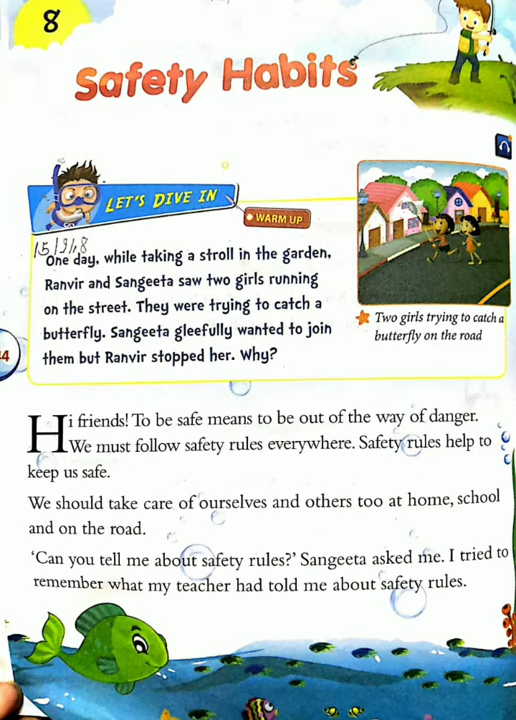 8
Safety Habits
LET'S DIVE IN
WARM UP
One day, while taking a stroll in the garden,
Ranvir and Sangeeta saw two girls running
on the street. They were trying to catch a
butterfly. Sangeeta gleefully wanted to join
them but Ranvir stopped her. Why?
Two girls trying to catch a
butterfly on the road
Hi friends! To be safe means to be out of the way of danger.
We must follow safety rules everywhere. Safety rules help to
keep us safe.
We should take care of ourselves and others too at home, school
and on the road.
‘Can you tell me about safety rules?’ Sangeeta asked me. I tried to
remember what my teacher had told me about safety rules.